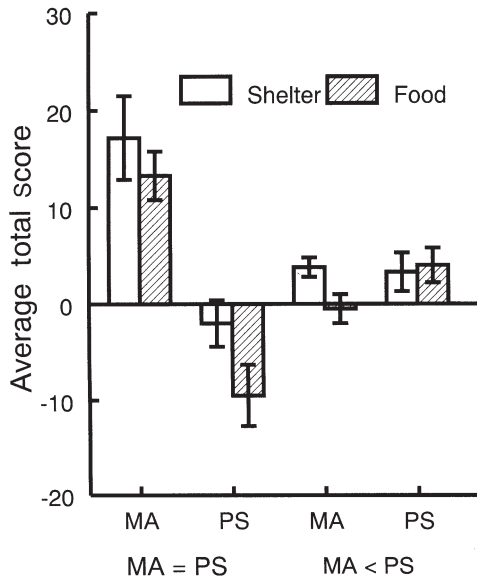 30
Shelter Food
20
10
0
-10
-20
Average total score
MA PS MA PS
MA = PS MA < PS